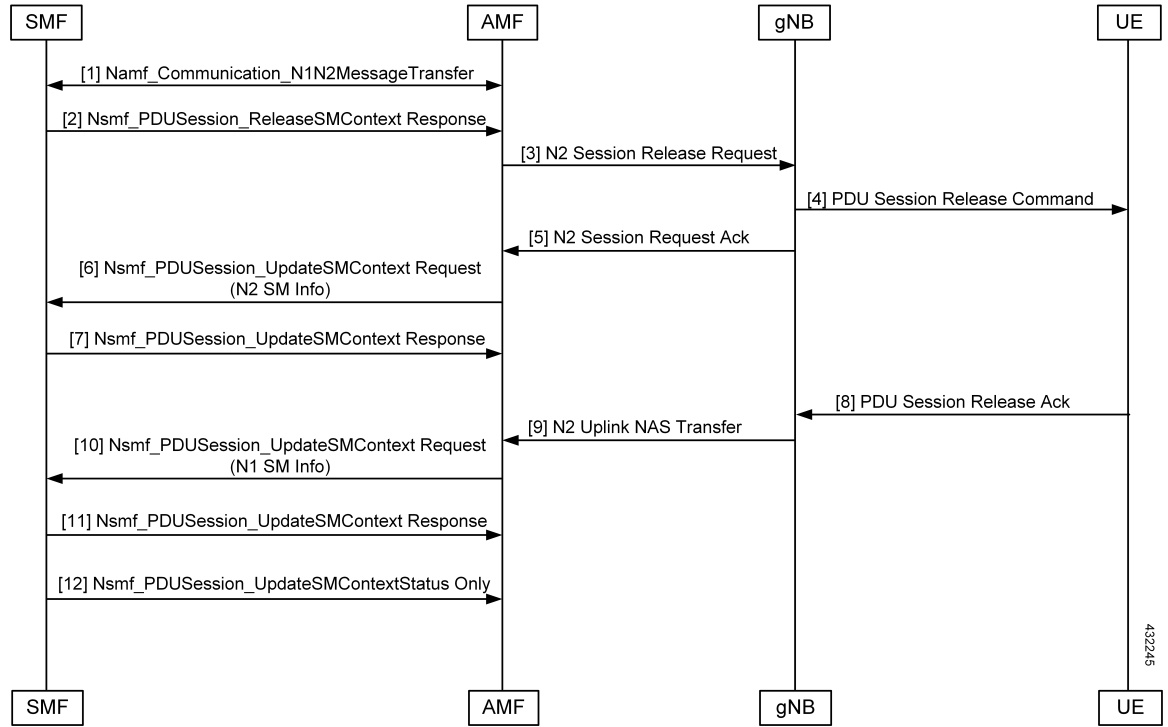 SMF
AMF
gNB
UE
[1] Namf_Communication_N1N2MessageTransfer
[2] Nsmf_PDUSession_ReleaseSMContext Response
[3] N2 Session Release Request
[4] PDU Session Release Command
[5] N2 Session Request Ack
[6] Nsmf_PDUSession_UpdateSMContext Request
(N2 SM Info)
[7] Nsmf_PDUSession_UpdateSMContext Response
[8] PDU Session Release Ack
[9] N2 Uplink NAS Transfer
[10] Nsmf_PDUSession_UpdateSMContext Request
(N1 SM Info)
[11] Nsmf_PDUSession_UpdateSMContext Response
[12] Nsmf_PDUSession_UpdateSMContextStatus Only
432245
SMF
AMF
gNB
UE